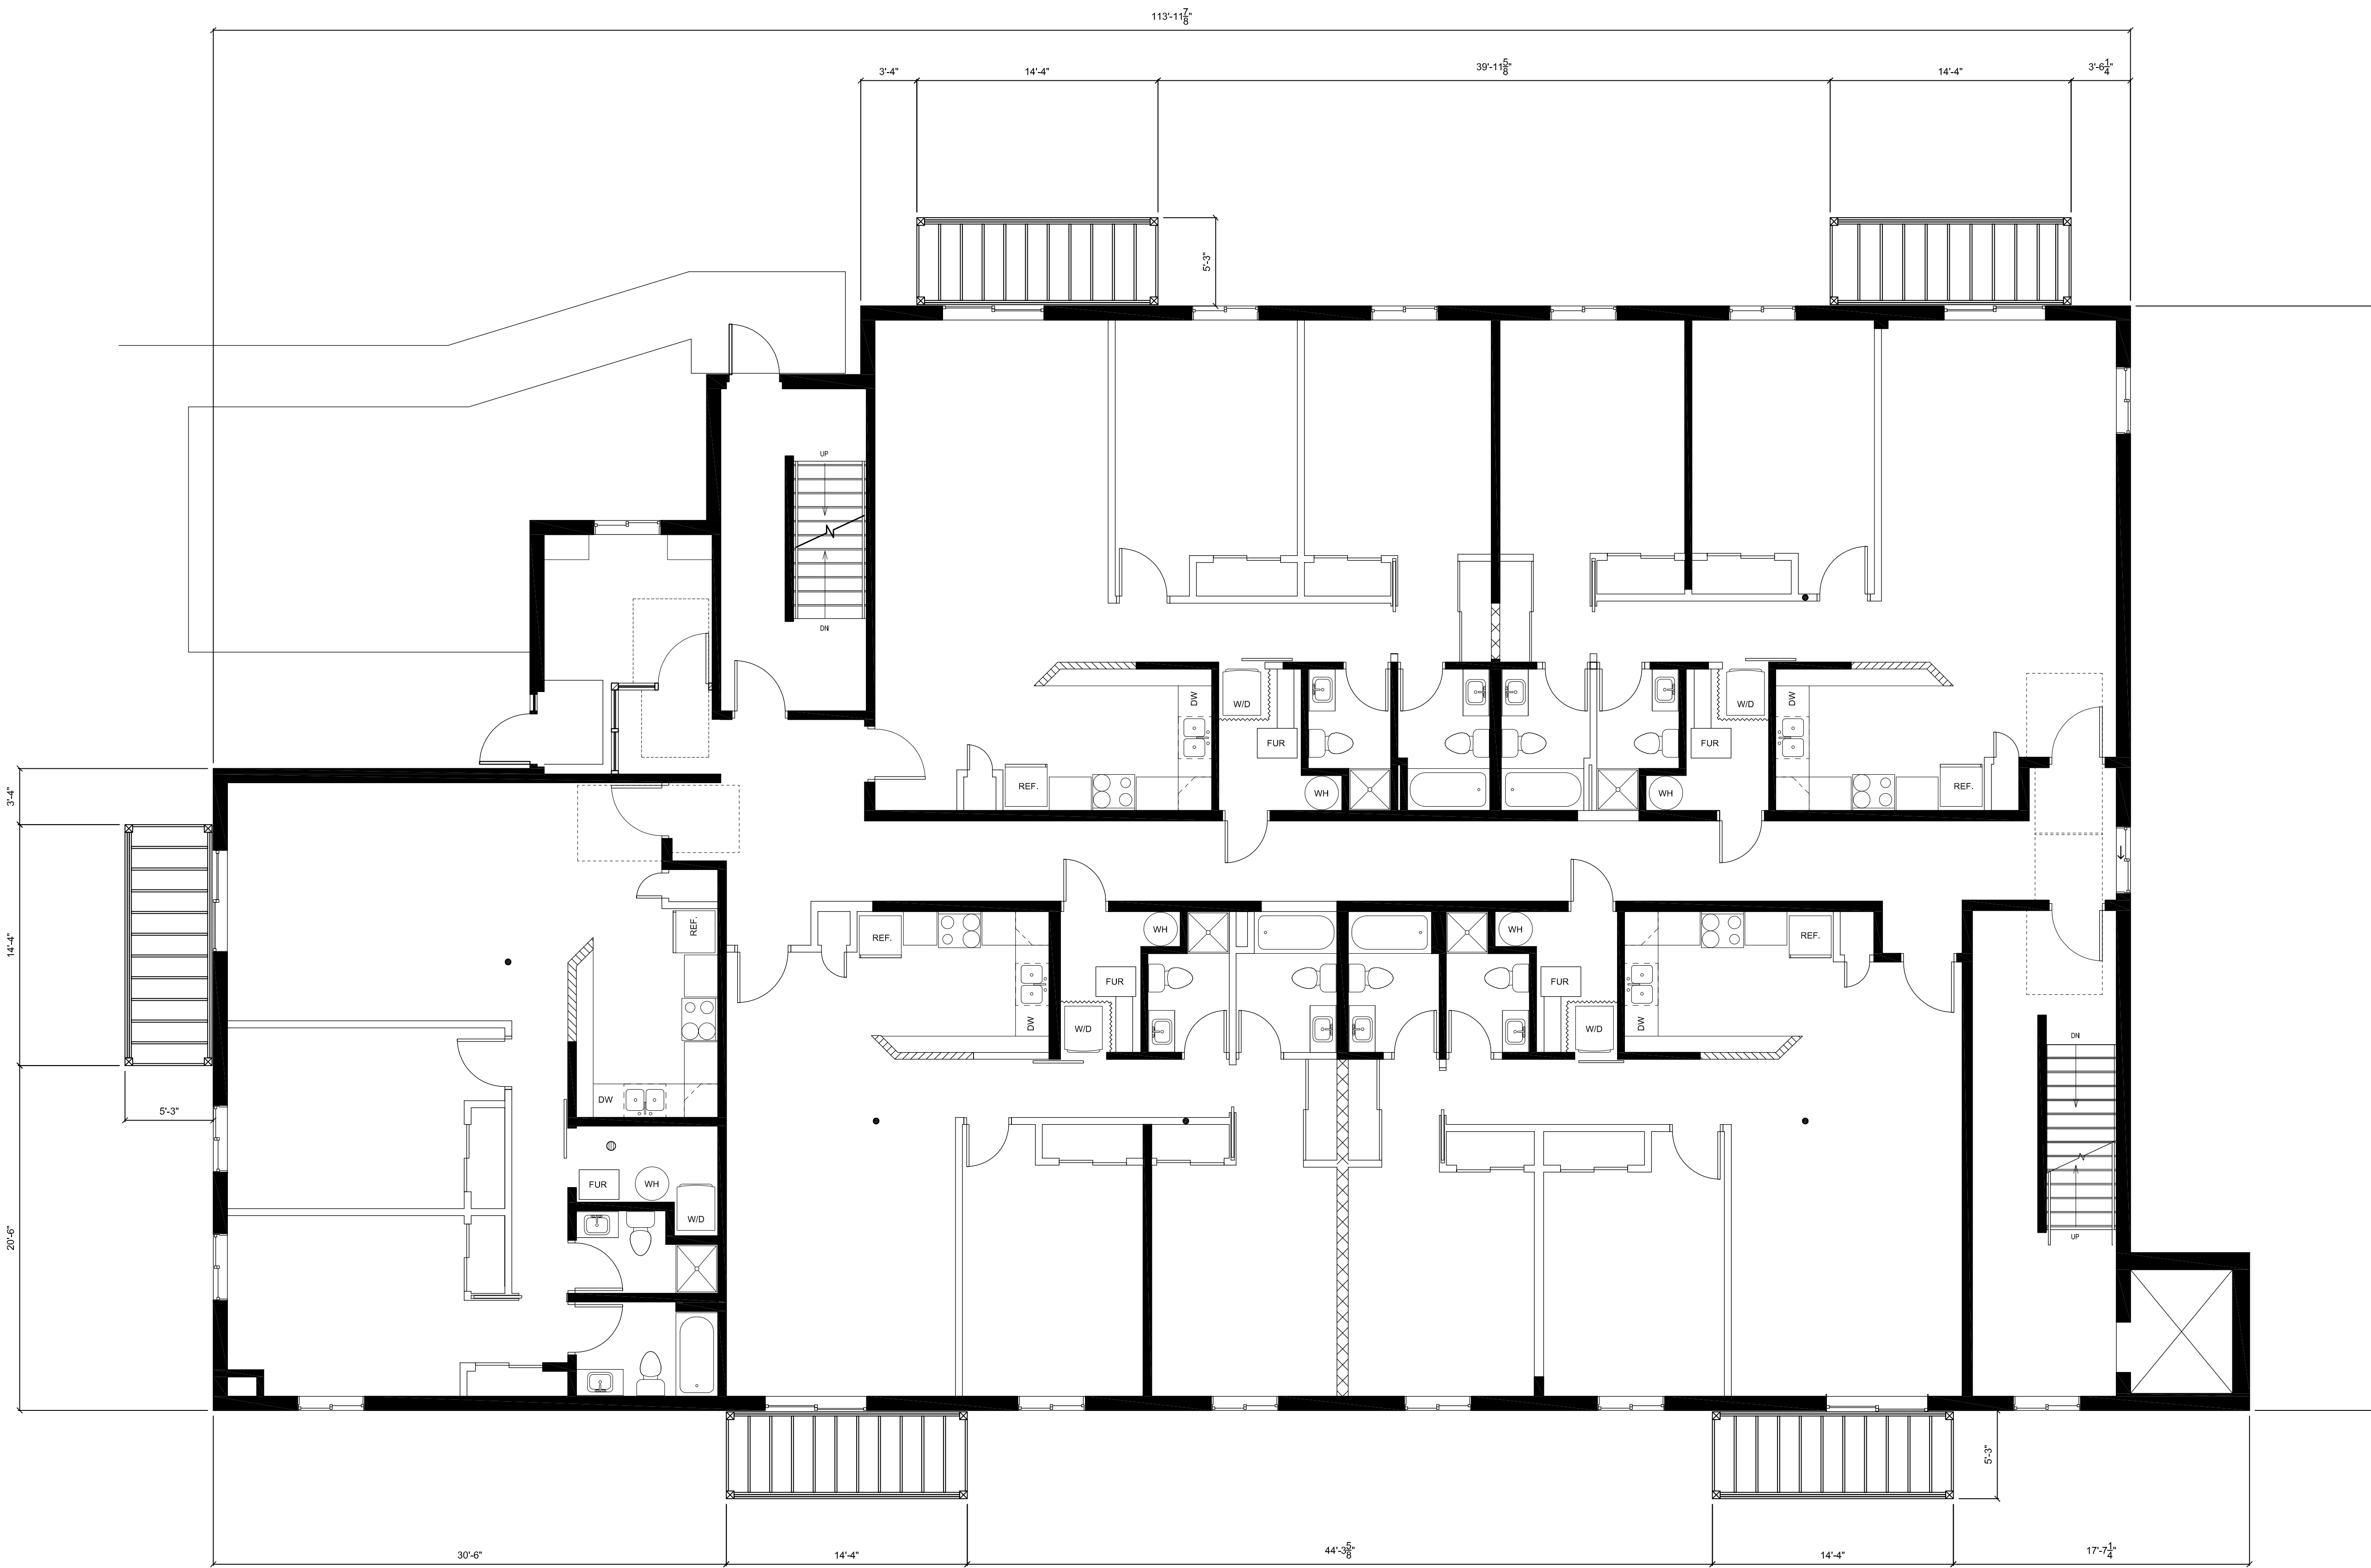 113'-11 7/8"
3'-4"
14'-4"
39'-11 5/8"
14'-4"
3'-6 1/4"
5'-3"
UP
DN
DW
W/D
FUR
WH
REF.
W/D
FUR
WH
DW
REF.
3'-4"
14'-4"
20'-6"
5'-3"
REF.
DW
FUR
WH
W/D
REF.
DW
WH
FUR
W/D
WH
FUR
W/D
DW
REF.
DN
UP
5'-3"
30'-6"
14'-4"
44'-3 5/8"
14'-4"
17'-7 1/4"